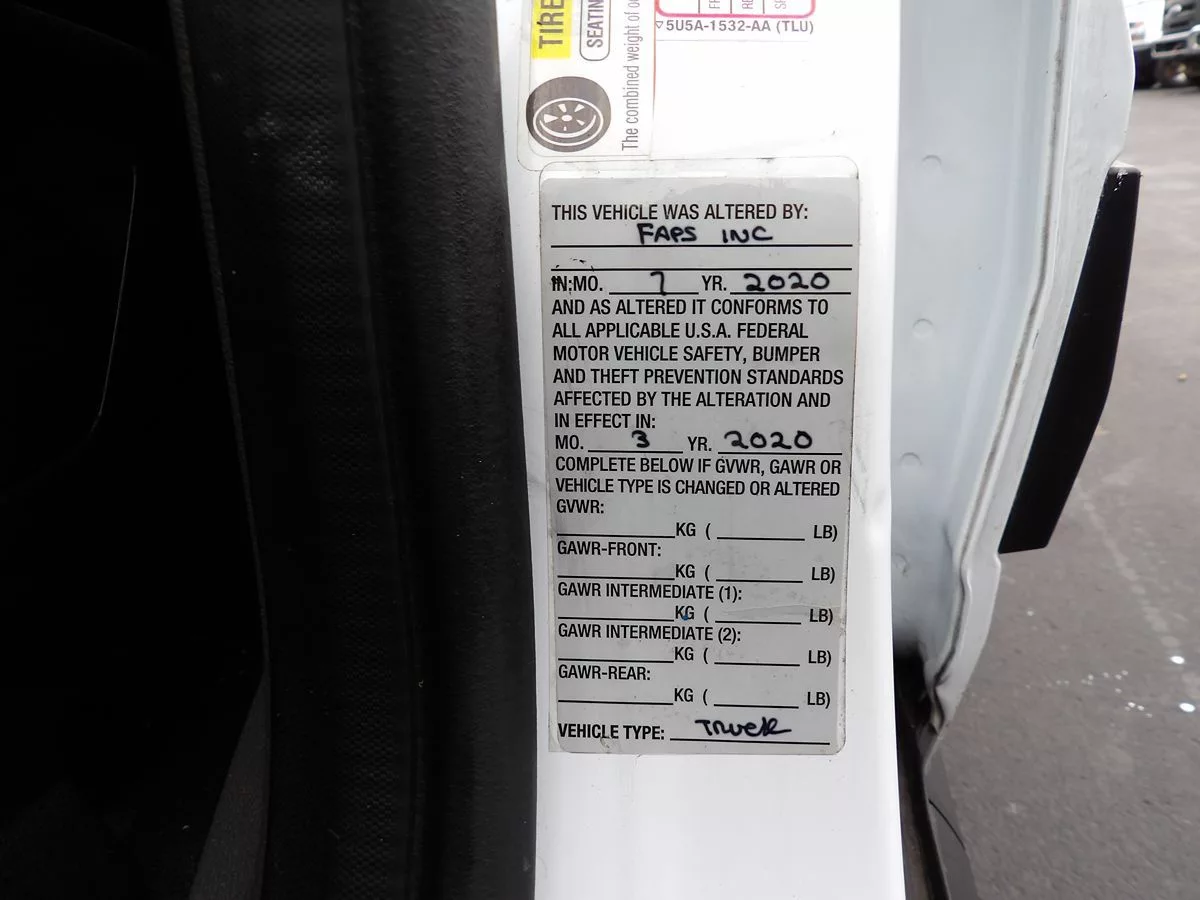 TIRE
SEATIN
The combined weight of oc
5U5A-1532-AA (TLU)
THIS VEHICLE WAS ALTERED BY:
FAPS INC
IN:MO. 7 YR. 2020
AND AS ALTERED IT CONFORMS TO
ALL APPLICABLE U.S.A. FEDERAL
MOTOR VEHICLE SAFETY, BUMPER
AND THEFT PREVENTION STANDARDS
AFFECTED BY THE ALTERATION AND
IN EFFECT IN:
MO. 3 YR. 2020
COMPLETE BELOW IF GVWR, GAWR OR
VEHICLE TYPE IS CHANGED OR ALTERED
GVWR:
KG ( LB)
GAWR-FRONT:
KG ( LB)
GAWR INTERMEDIATE (1):
KG ( LB)
GAWR INTERMEDIATE (2):
KG ( LB)
GAWR-REAR:
KG ( LB)
VEHICLE TYPE: Truck